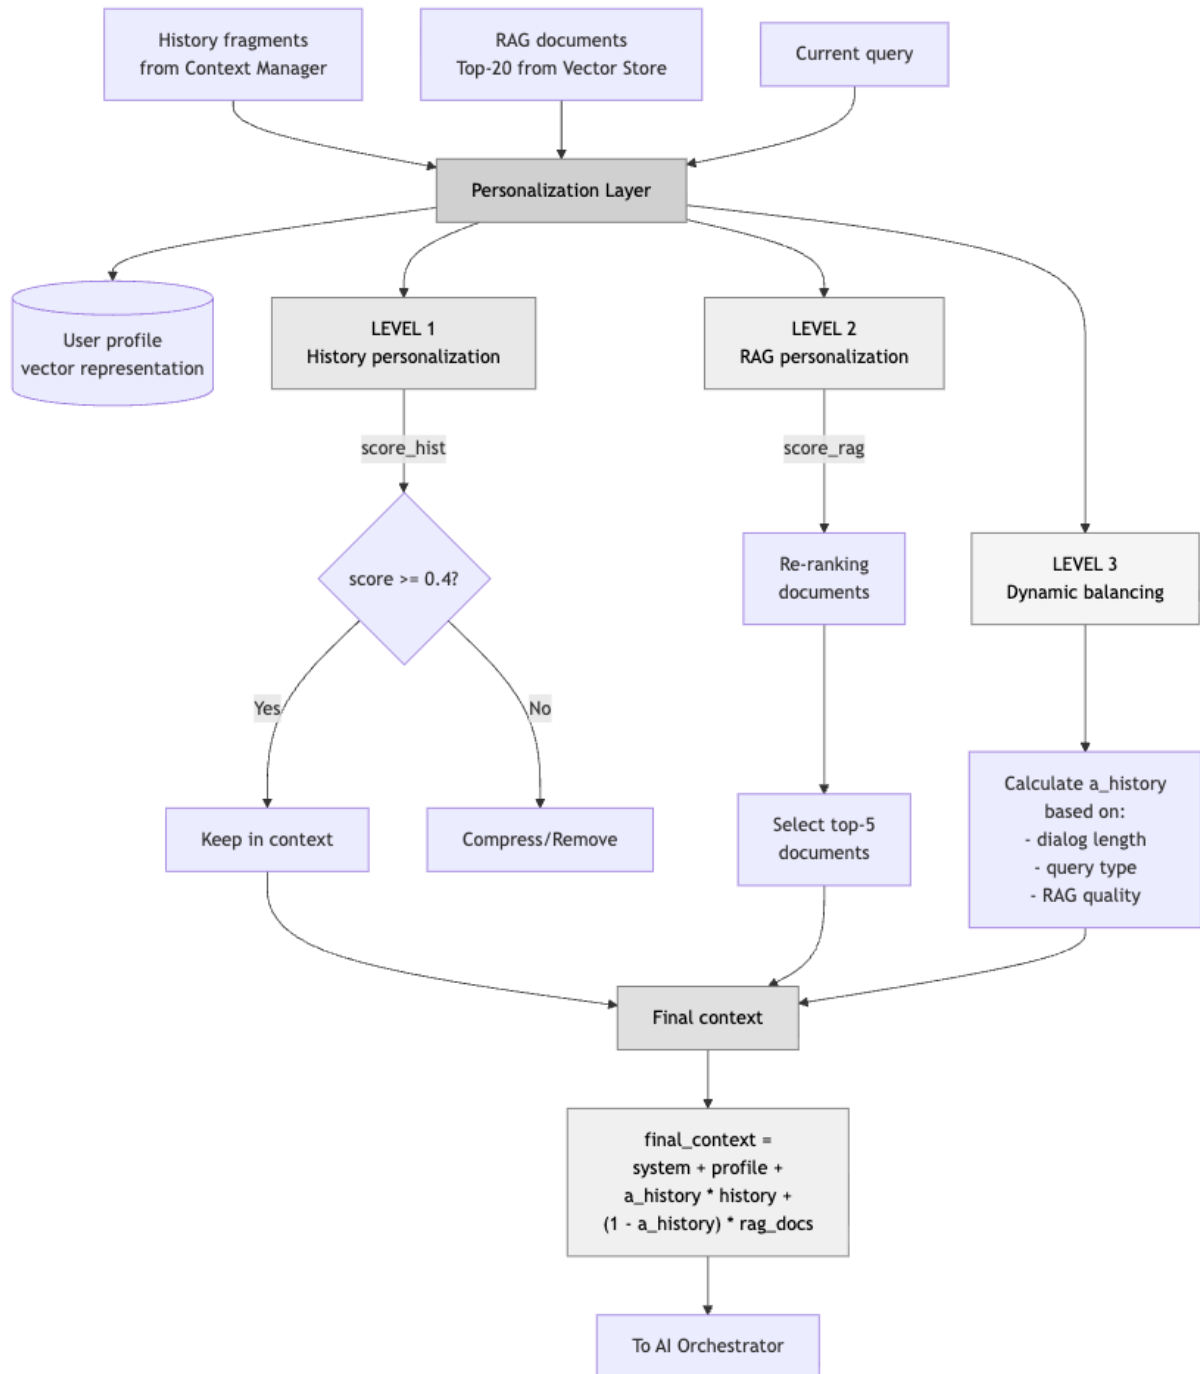 History fragments
from Context Manager
RAG documents
Top-20 from Vector Store
Current query
Personalization Layer
User profile
vector representation
LEVEL 1
History personalization
LEVEL 2
RAG personalization
score_hist
score_rag
score >= 0.4?
Re-ranking
documents
LEVEL 3
Dynamic balancing
Yes
No
Keep in context
Compress/Remove
Select top-5
documents
Calculate a_history
based on:
- dialog length
- query type
- RAG quality
Final context
final_context =
system + profile +
a_history * history +
(1 - a_history) * rag_docs
To AI Orchestrator